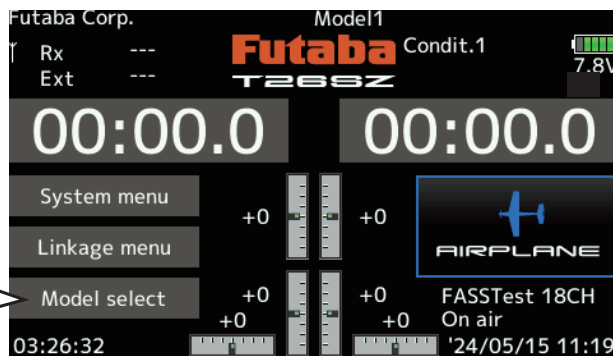 Futaba Corp.
Model1
Rx ---
Ext ---
Futaba
T26SZ
Condit.1
7.8V
00:00.0
00:00.0
System menu
Linkage menu
Model select
+0
+0
+0
+0
+0
+0
AIRPLANE
FASSTest 18CH
On air
03:26:32
'24/05/15 11:19